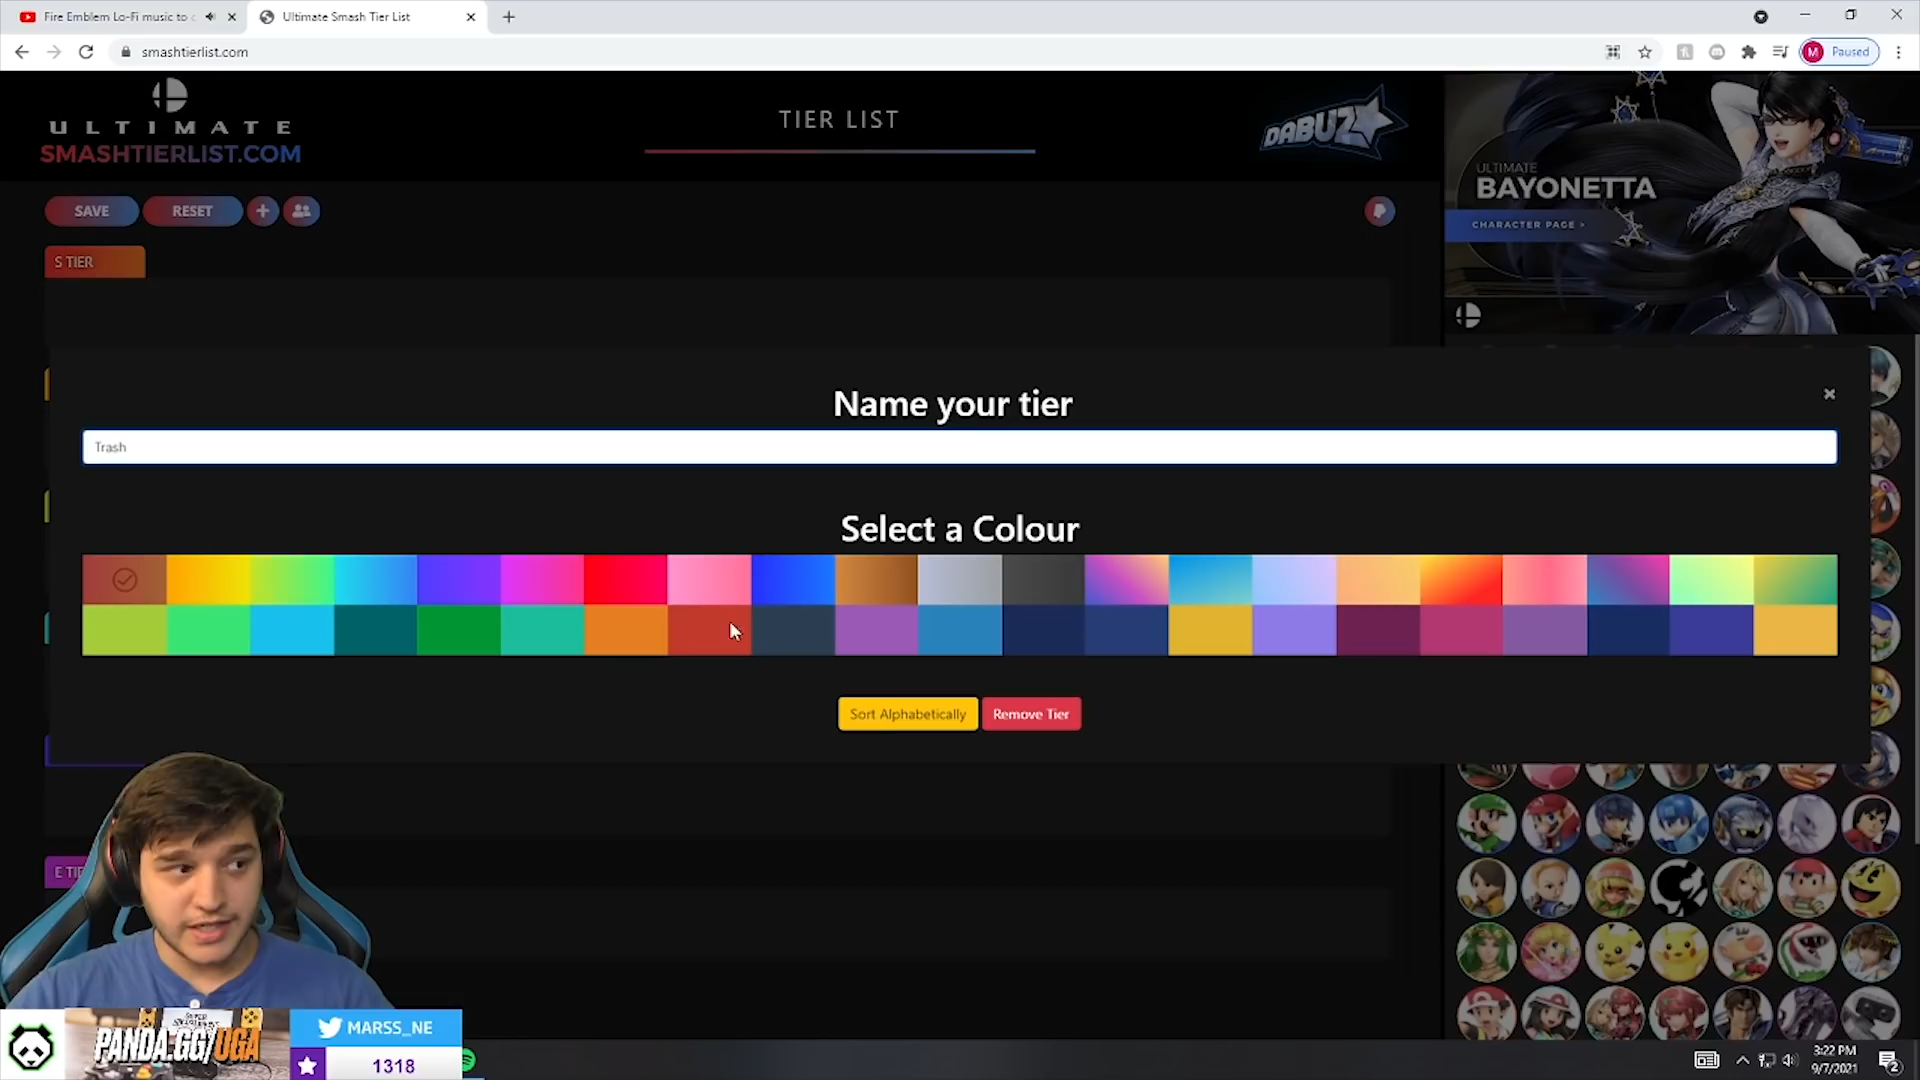 Fire Emblem Lo-Fi music to
Ultimate Smash Tier List
smashtierlist.com
M Paused
ULTIMATE
SMASHTIERLIST.COM
TIER LIST
DABUZ
ULTIMATE
BAYONETTA
CHARACTER PAGE >
SAVE RESET
S TIER
Name your tier
Trash
Select a Colour
Sort Alphabetically Remove Tier
E TIE
PANDA.GG/UGA
MARSS_NE
1318
3:22 PM
9/7/2021
2